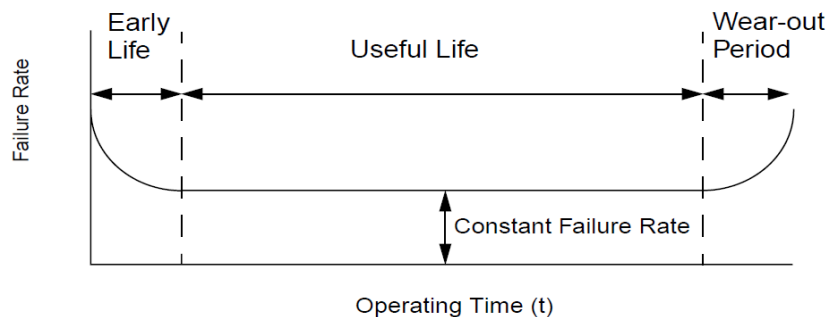 Early
Life
Useful Life
Wear-out
Period
Failure Rate
Constant Failure Rate
Operating Time (t)